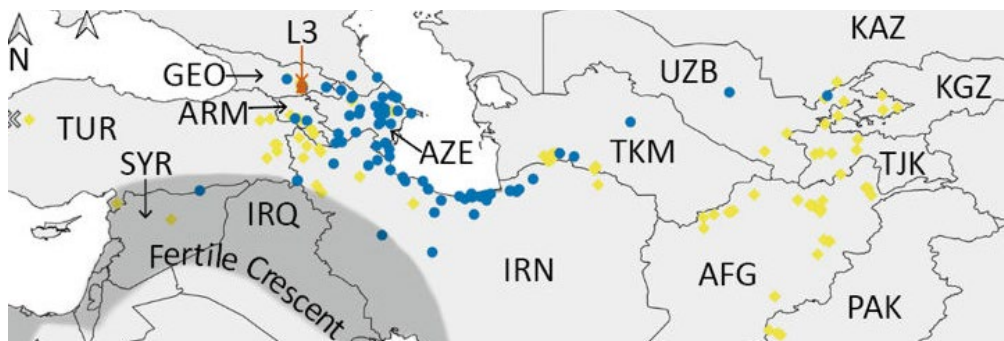 N
L3
KAZ
GEO
UZB
KGZ
ARM
TUR
AZE
TKM
TJK
SYR
IRQ
IRN
AFG
PAK
Fertile Crescent